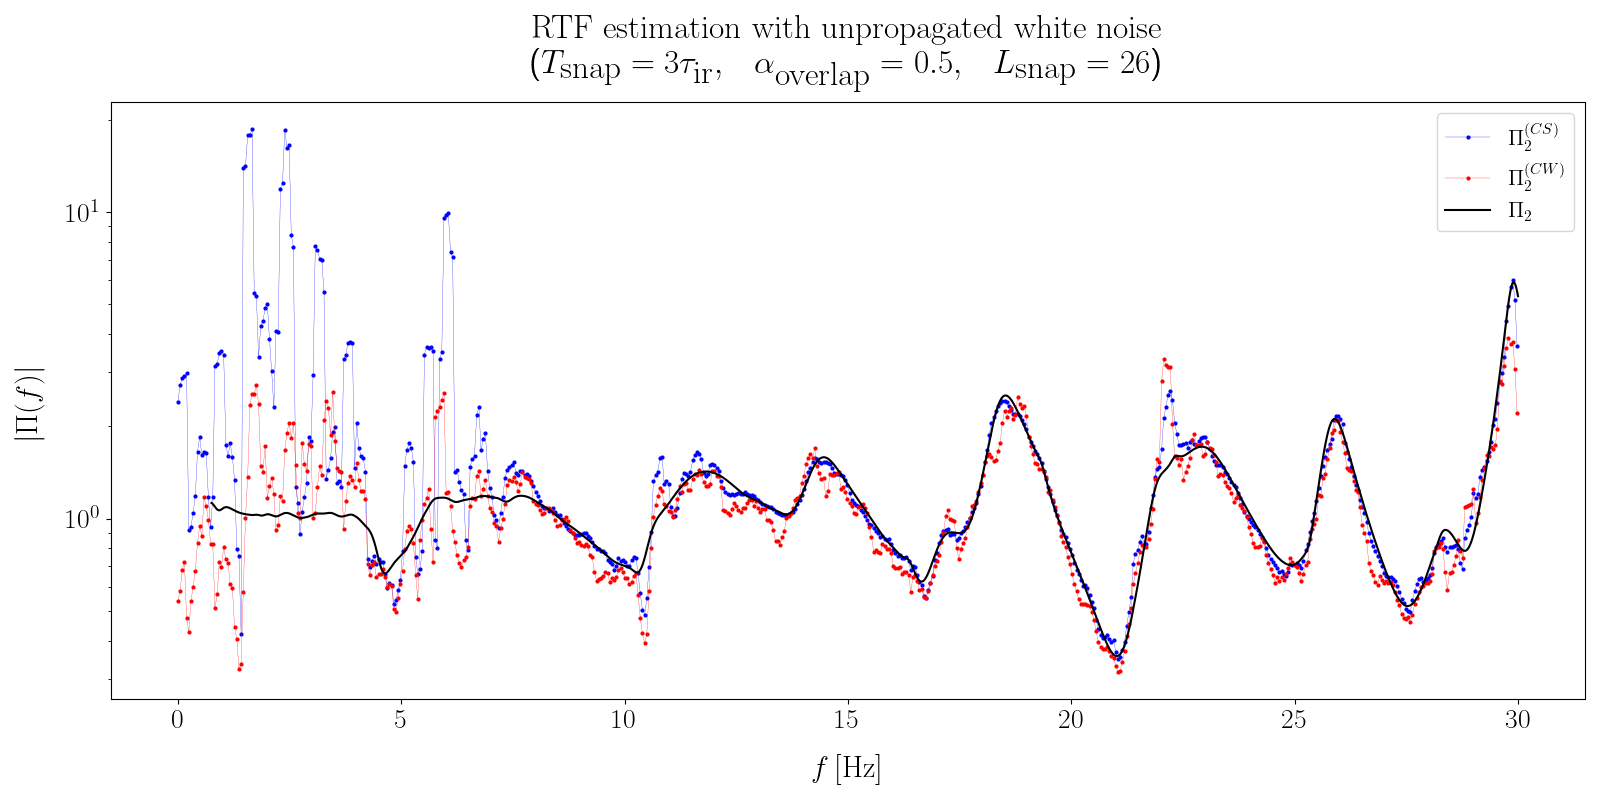 RTF estimation with unpropagated white noise
(T_snap = 3τ_ir, α_overlap = 0.5, L_snap = 26)
Π_2^(CS)
Π_2^(CW)
Π_2
|Π(f)|
10^1
10^0
0 5 10 15 20 25 30
f [Hz]